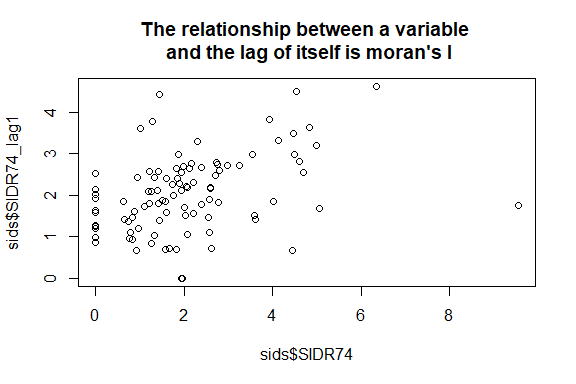 The relationship between a variable
and the lag of itself is moran's I
sids$SIDR74_lag1
4
3
2
1
0
0 2 4 6 8
sids$SIDR74